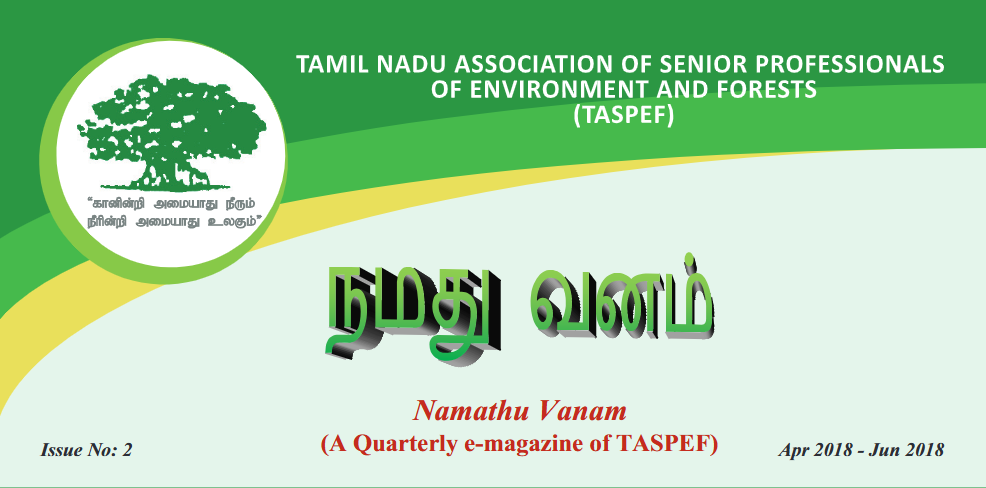 TAMIL NADU ASSOCIATION OF SENIOR PROFESSIONALS
OF ENVIRONMENT AND FORESTS
(TASPEF)
“கானின்றி அமையாது நீரும்
நீரின்றி அமையாது உலகும்”
நமது வனம்
Namathu Vanam
(A Quarterly e-magazine of TASPEF)
Issue No: 2
Apr 2018 - Jun 2018